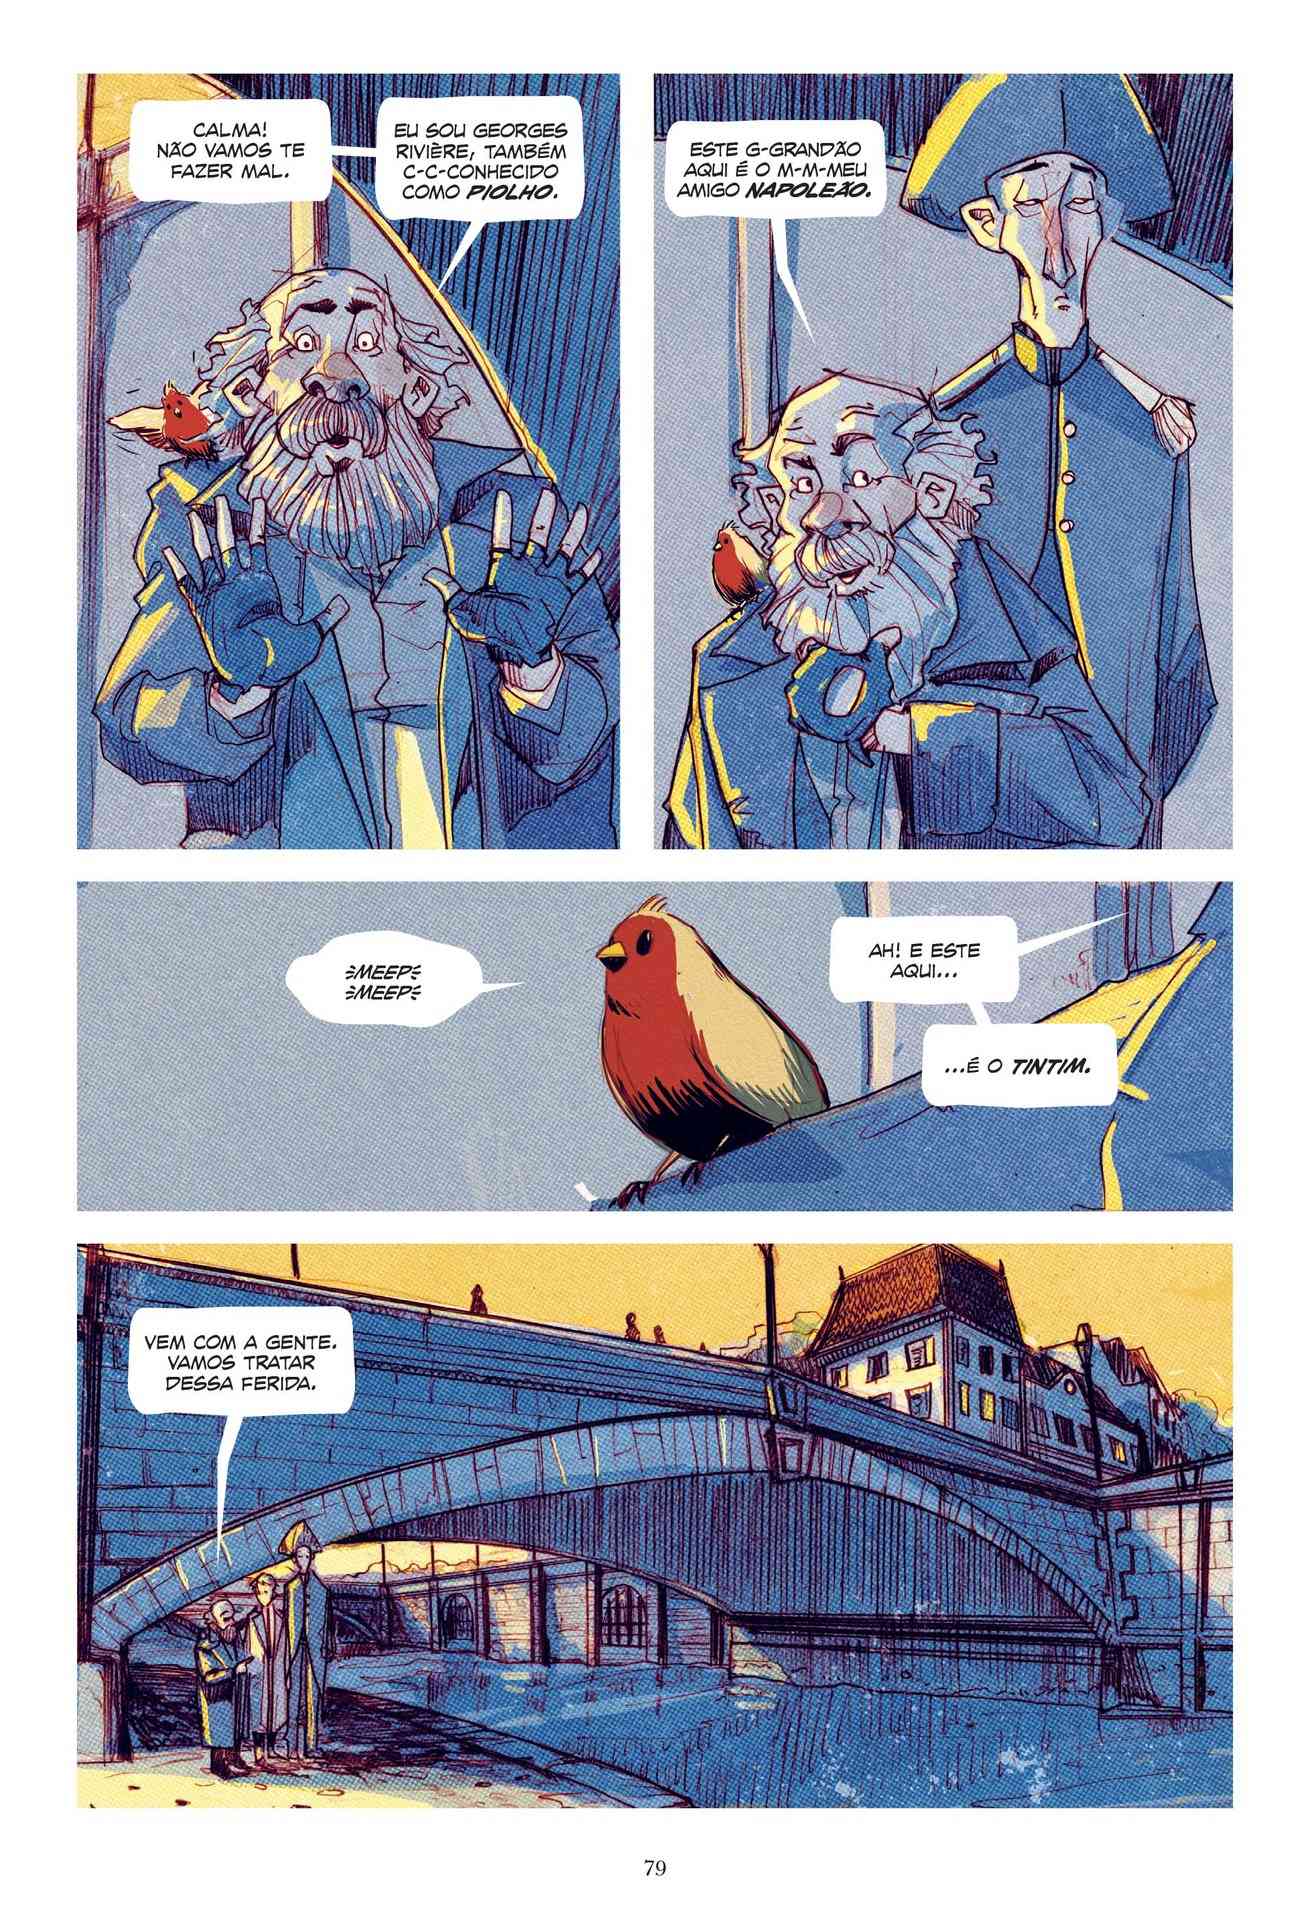 CALMA!
NÃO VAMOS TE
FAZER MAL.
EU SOU GEORGES
RIVIÈRE, TAMBÉM
C-C-CONHECIDO
COMO PIOLHO.
ESTE G-GRANDÃO
AQUI É O M-M-MEU
AMIGO NAPOLEÃO.
MEEP
MEEP
AH! E ESTE
AQUI...
...É O TINTIM.
VEM COM A GENTE.
VAMOS TRATAR
DESSA FERIDA.
79